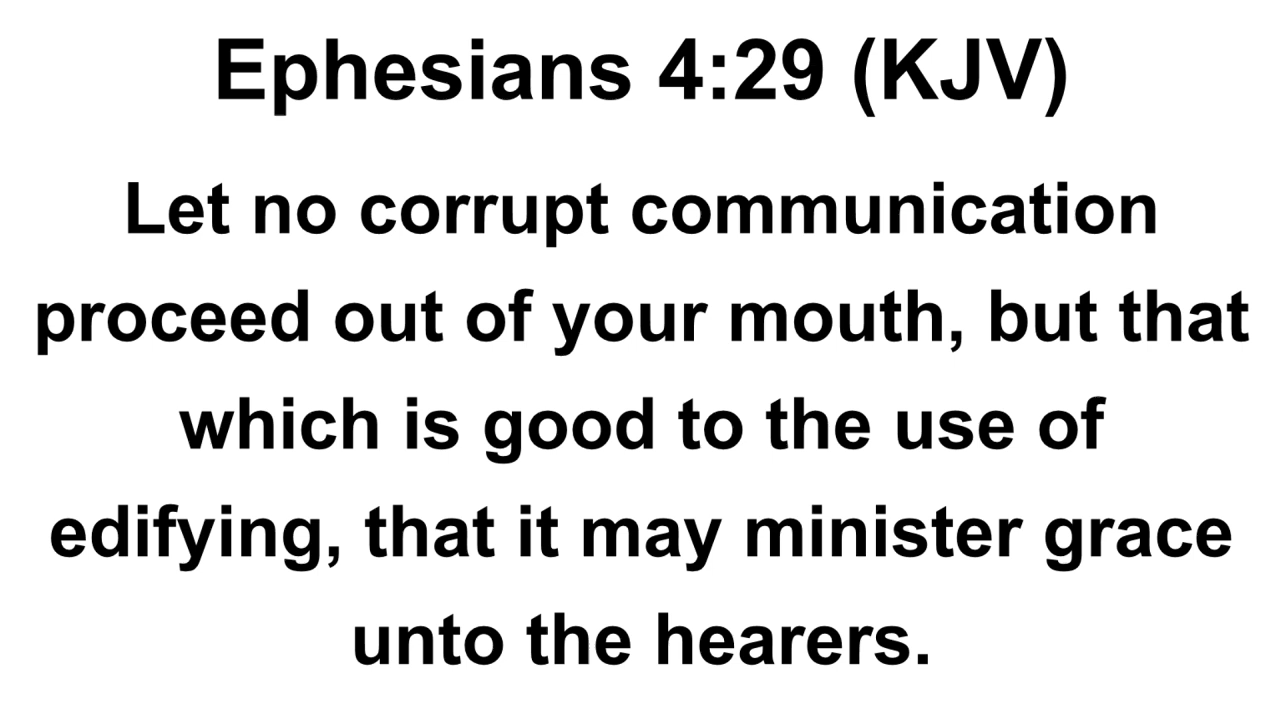 Ephesians 4:29 (KJV)
Let no corrupt communication
proceed out of your mouth, but that
which is good to the use of
edifying, that it may minister grace
unto the hearers.